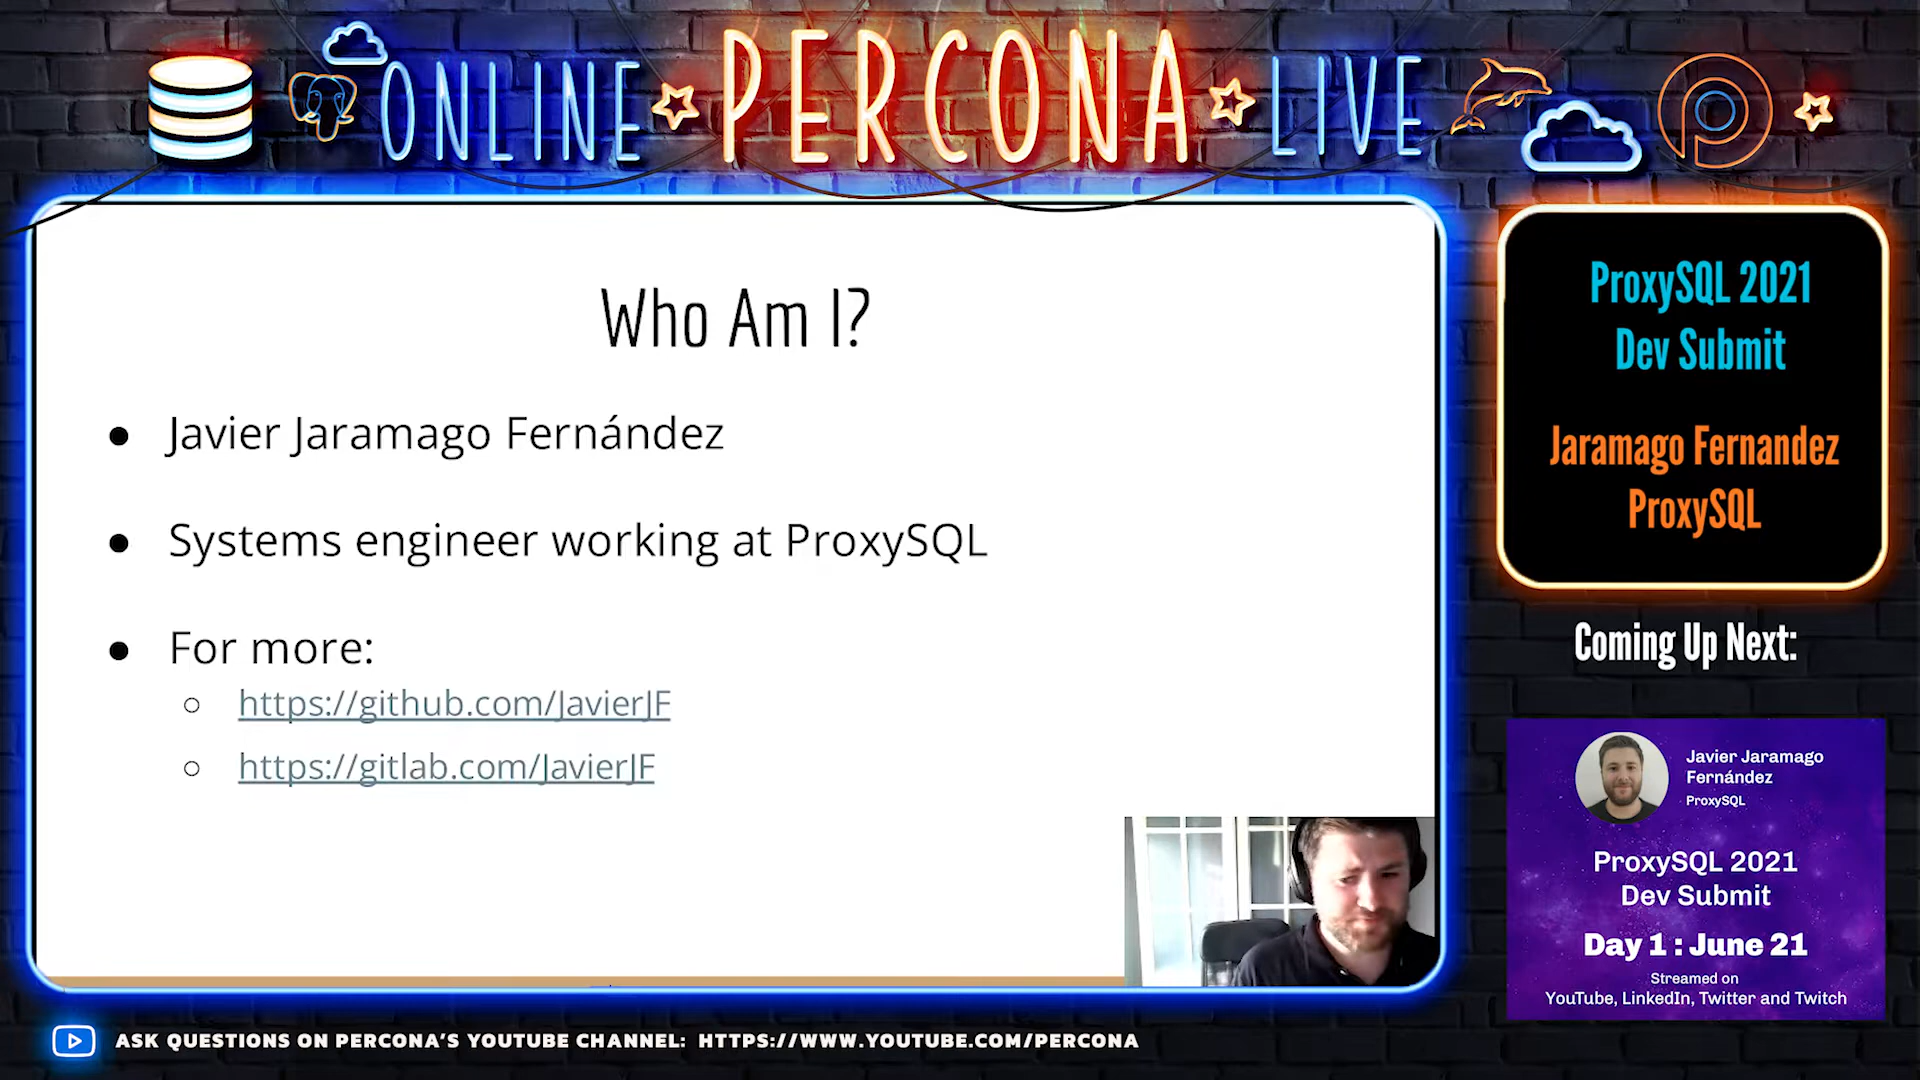 ONLINE PERCONA LIVE
Who Am I?
● Javier Jaramago Fernández
● Systems engineer working at ProxySQL
● For more:
○ https://github.com/JavierJF
○ https://gitlab.com/JavierJF
ProxySQL 2021
Dev Submit
Jaramago Fernandez
ProxySQL
Coming Up Next:
Javier Jaramago
Fernández
ProxySQL
ProxySQL 2021
Dev Submit
Day 1 : June 21
Streamed on
YouTube, LinkedIn, Twitter and Twitch
ASK QUESTIONS ON PERCONA'S YOUTUBE CHANNEL: HTTPS://WWW.YOUTUBE.COM/PERCONA